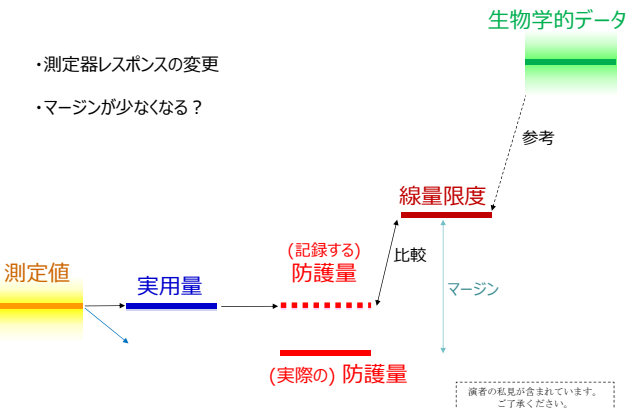 生物学的データ
・測定器レスポンスの変更
・マージンが少なくなる？
参考
線量限度
(記録する)
防護量
比較
測定値
実用量
マージン
(実際の) 防護量
演者の私見が含まれています。
ご了承ください。